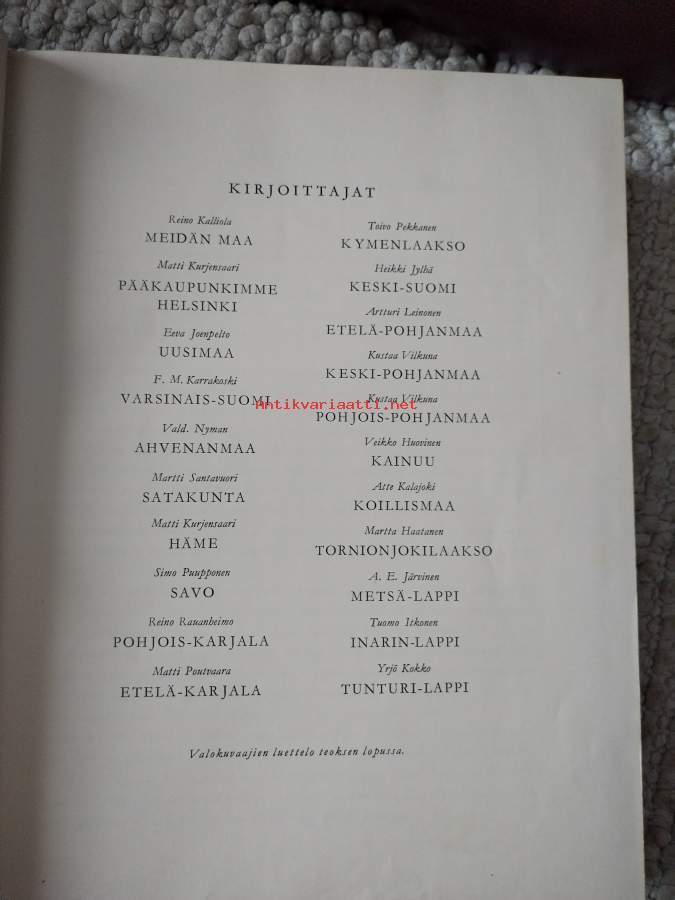 KIRJOITTAJAT
Reino Kalliola
MEIDÄN MAA
Matti Kurjensaari
PÄÄKAUPUNKIMME
HELSINKI
Eeva Joenpelto
UUSIMAA
F. M. Karrakoski
VARSINAIS-SUOMI
Vald. Nyman
AHVENANMAA
Martti Santavuori
SATAKUNTA
Matti Kurjensaari
HÄME
Simo Puupponen
SAVO
Reino Rauanheimo
POHJOIS-KARJALA
Matti Poutvaara
ETELÄ-KARJALA
Toivo Pekkanen
KYMENLAAKSO
Heikki Jylhä
KESKI-SUOMI
Artturi Leinonen
ETELÄ-POHJANMAA
Kustaa Vilkuna
KESKI-POHJANMAA
Kustaa Vilkuna
POHJOIS-POHJANMAA
Veikko Huovinen
KAINUU
Atte Kalajoki
KOILLISMAA
Martta Haatanen
TORNIONJOKILAAKSO
A. E. Järvinen
METSÄ-LAPPI
Tuomo Itkonen
INARIN-LAPPI
Yrjö Kokko
TUNTURI-LAPPI
Valokuvaajien luettelo teoksen lopussa.
Antikvariaatti.net